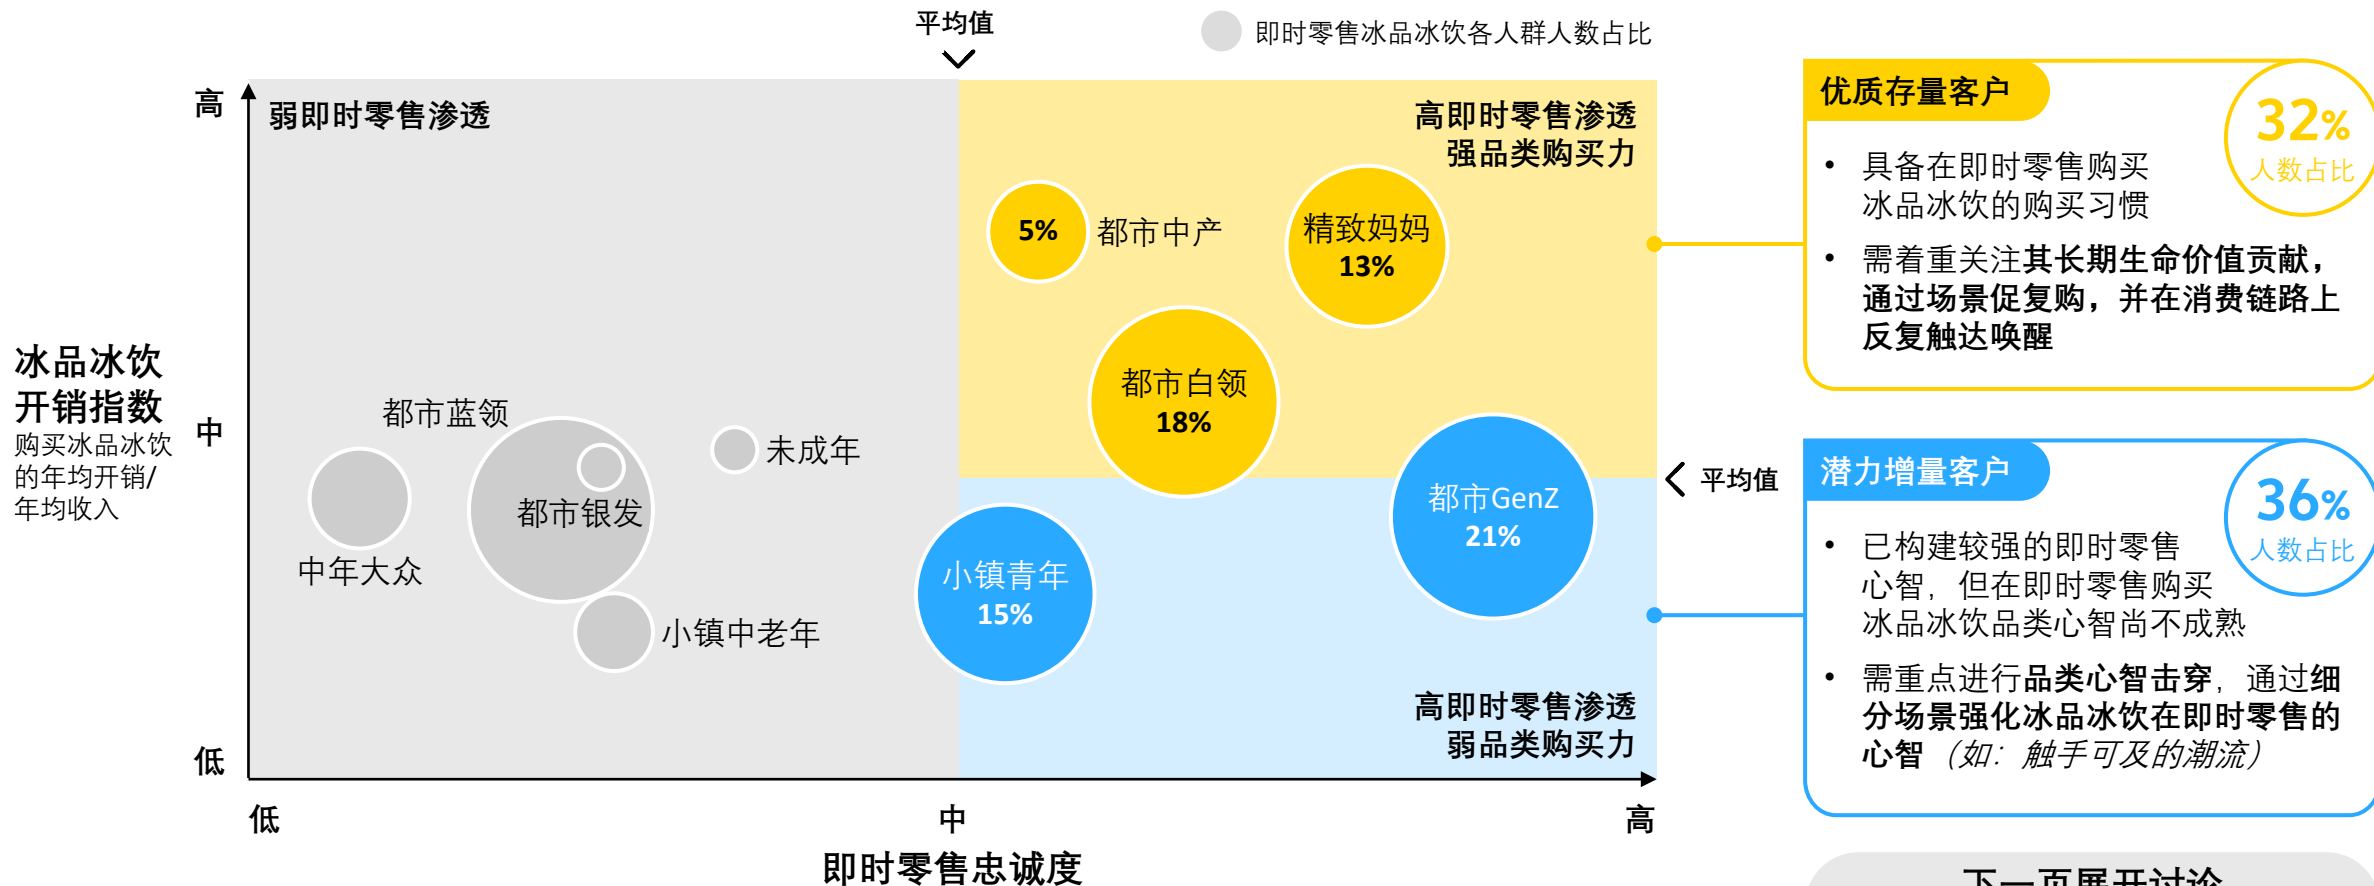 平均值
即时零售冰品冰饮各人群人数占比
高
弱即时零售渗透
高即时零售渗透
强品类购买力
5%
都市中产
精致妈妈
13%
都市白领
18%
冰品冰饮
开销指数
购买冰品冰饮
的年均开销/
年均收入
中
都市蓝领
未成年
都市银发
中年大众
小镇中老年
平均值
都市GenZ
21%
小镇青年
15%
高即时零售渗透
弱品类购买力
低
低
中
高
即时零售忠诚度
优质存量客户
32%
人数占比
• 具备在即时零售购买
冰品冰饮的购买习惯
• 需着重关注其长期生命价值贡献，
通过场景促复购，并在消费链路上
反复触达唤醒
潜力增量客户
36%
人数占比
• 已构建较强的即时零售
心智，但在即时零售购买
冰品冰饮品类心智尚不成熟
• 需重点进行品类心智击穿，通过细
分场景强化冰品冰饮在即时零售的
心智（如：触手可及的潮流）
下一页展开讨论